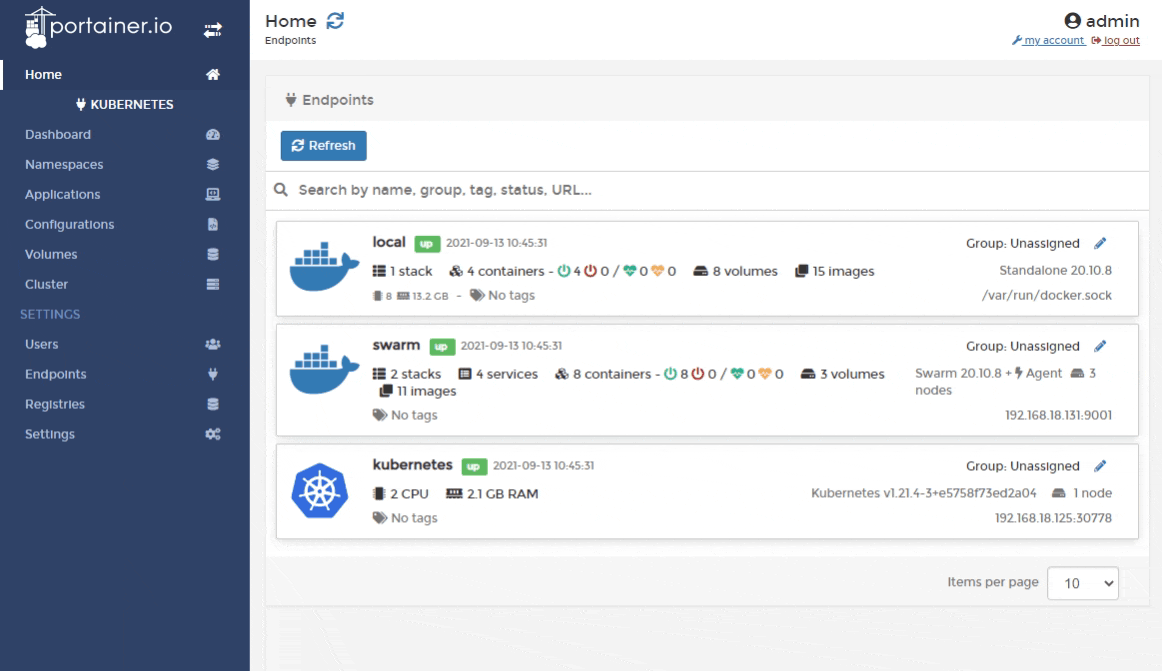 portainer.io
Home
KUBERNETES
Dashboard
Namespaces
Applications
Configurations
Volumes
Cluster
SETTINGS
Users
Endpoints
Registries
Settings
Home
Endpoints
admin
my account log out
Endpoints
Refresh
Search by name, group, tag, status, URL...
local up 2021-09-13 10:45:31 Group: Unassigned
1 stack 4 containers - 4 0 / 0 0 8 volumes 15 images Standalone 20.10.8
8 13.2 GB - No tags /var/run/docker.sock
swarm up 2021-09-13 10:45:31 Group: Unassigned
2 stacks 4 services 8 containers - 8 0 / 0 0 3 volumes Swarm 20.10.8 + Agent 3
11 images nodes
No tags 192.168.18.131:9001
kubernetes up 2021-09-13 10:45:31 Group: Unassigned
2 CPU 2.1 GB RAM Kubernetes v1.21.4-3+e5758f73ed2a04 1 node
No tags 192.168.18.125:30778
Items per page 10